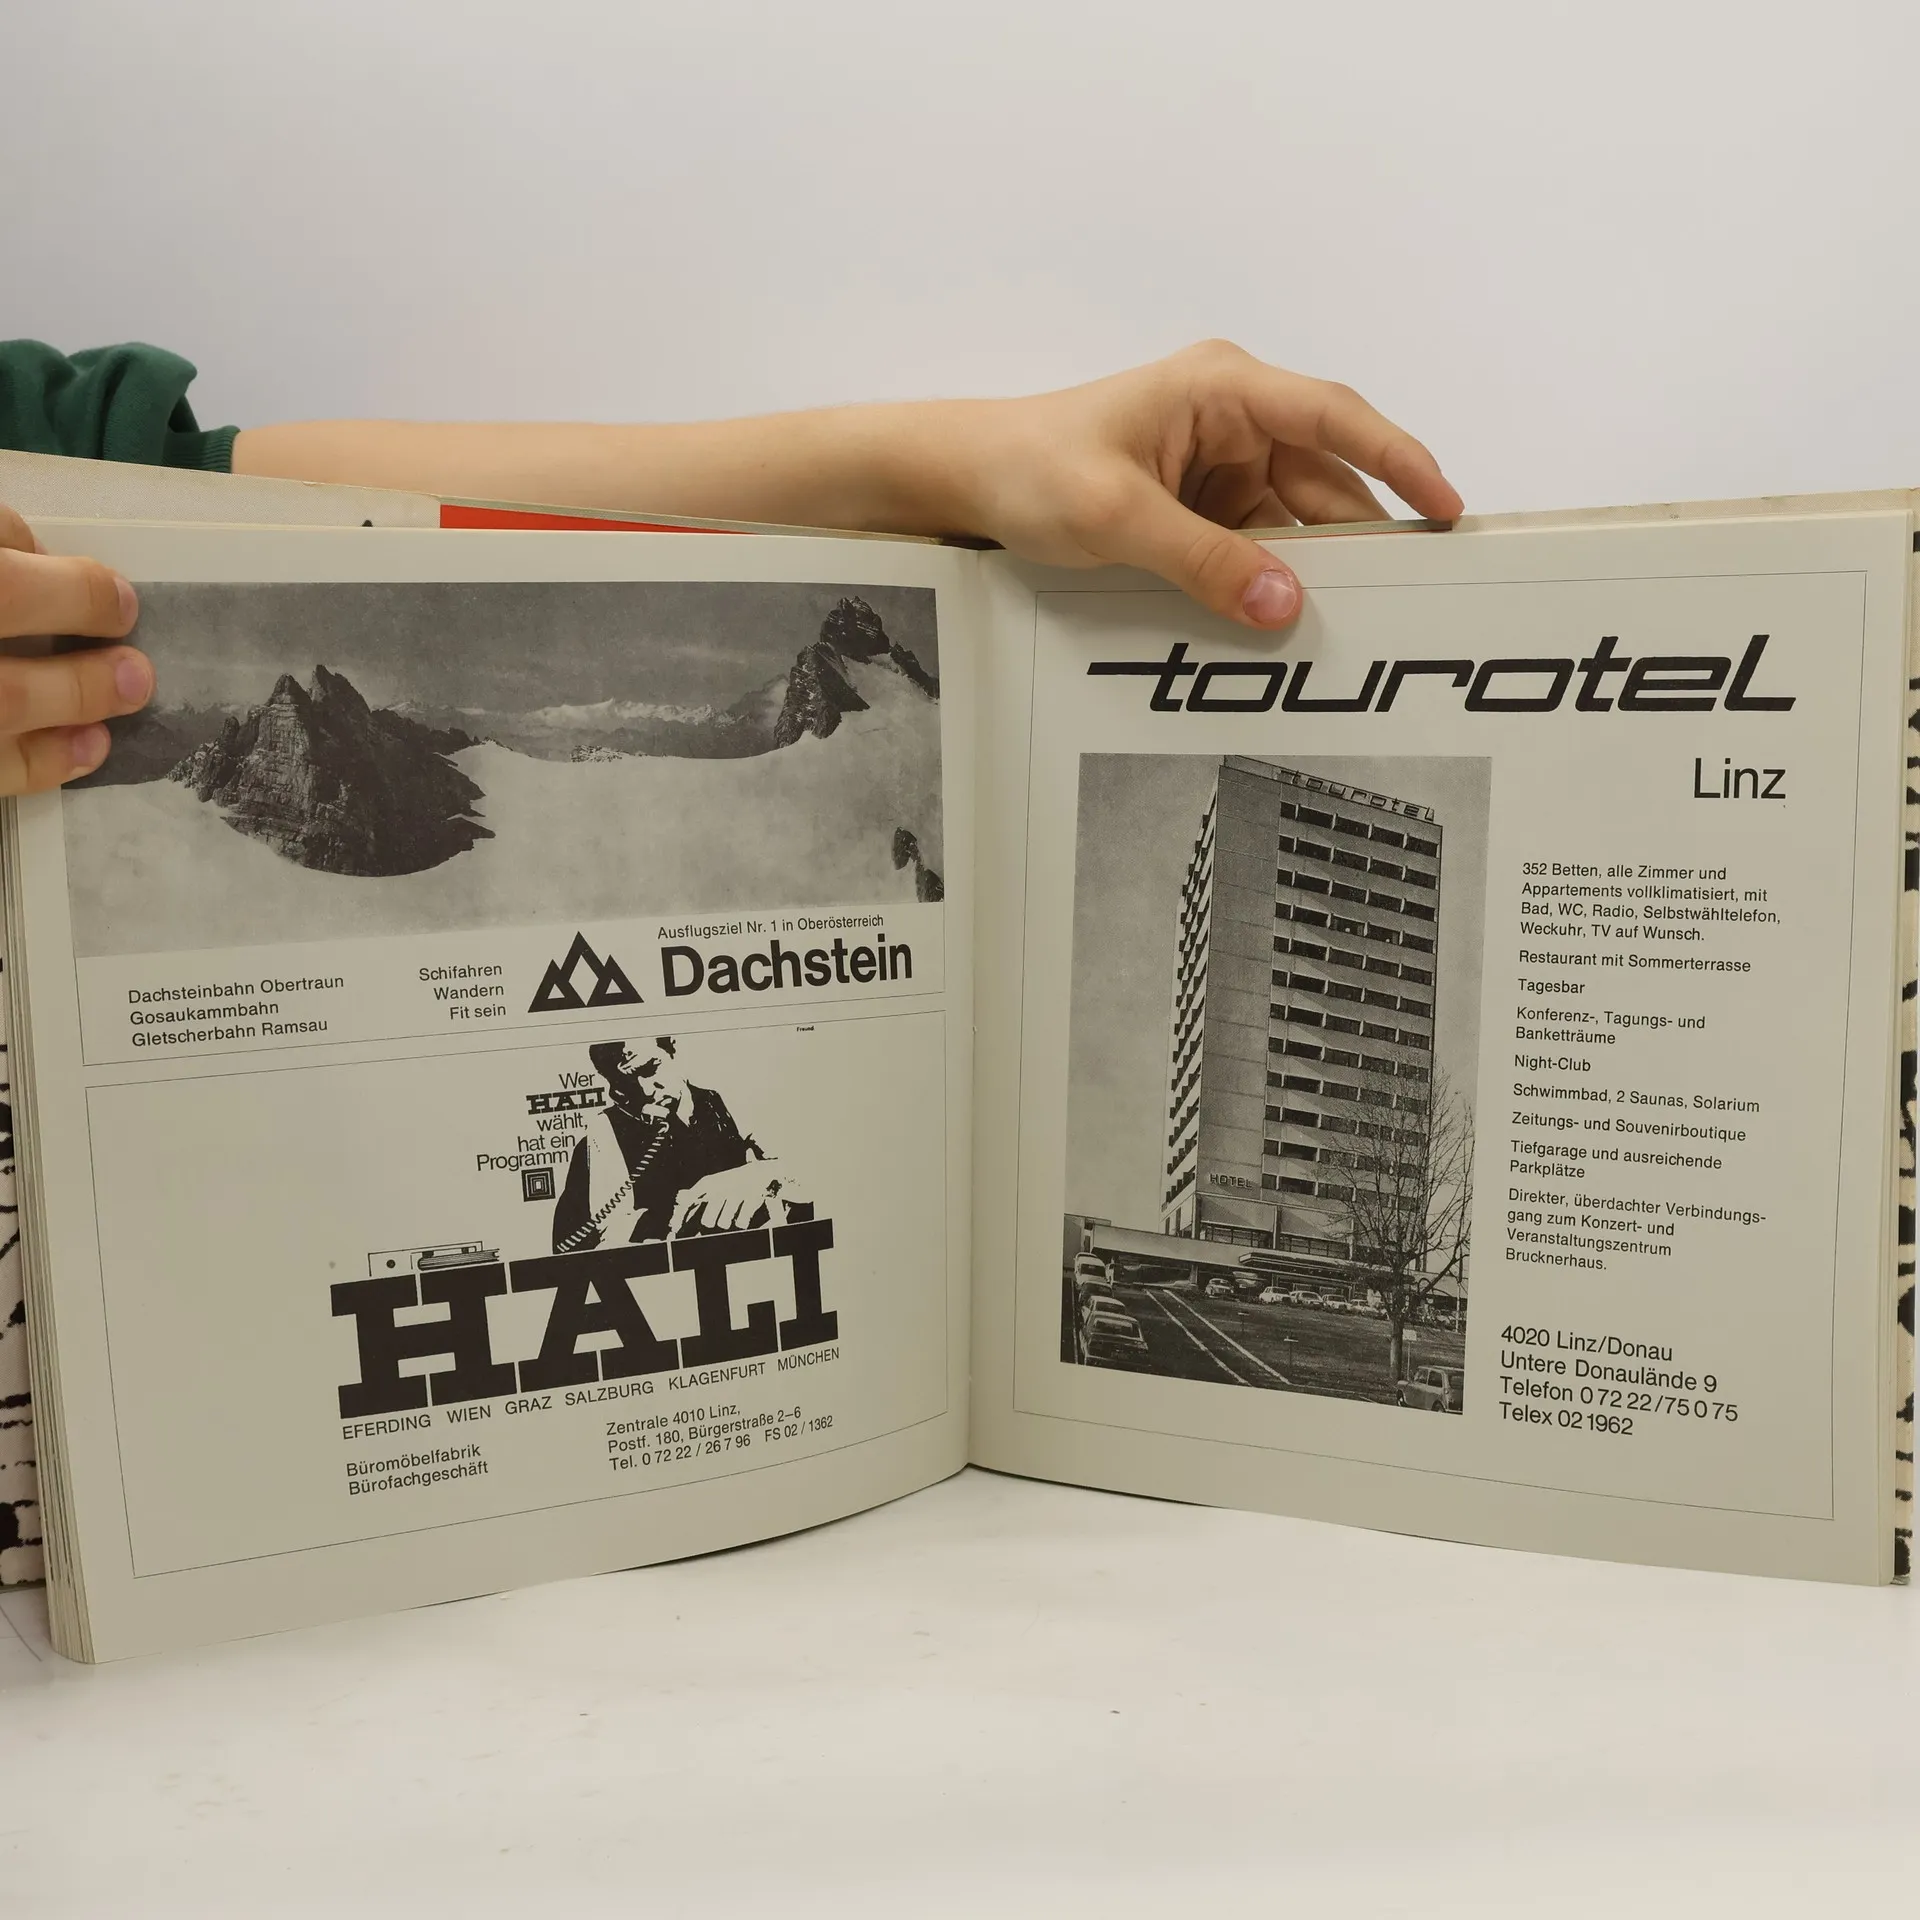 Ausflugsziel Nr. 1 in Oberösterreich
Dachstein
Dachsteinbahn Obertraun
Gosaukammbahn
Gletscherbahn Ramsau
Schifahren
Wandern
Fit sein
Freund
Wer
HALI
wählt,
hat ein
Programm
HALI
EFERDING WIEN GRAZ SALZBURG KLAGENFURT MÜNCHEN
Büromöbelfabrik
Bürofachgeschäft
Zentrale 4010 Linz,
Postf. 180, Bürgerstraße 2–6
Tel. 0 72 22 / 26 7 96 FS 02 / 1362
tourotel
Linz
tourotel
HOTEL
352 Betten, alle Zimmer und
Appartements vollklimatisiert, mit
Bad, WC, Radio, Selbstwähltelefon,
Weckuhr, TV auf Wunsch.
Restaurant mit Sommerterrasse
Tagesbar
Konferenz-, Tagungs- und
Banketträume
Night-Club
Schwimmbad, 2 Saunas, Solarium
Zeitungs- und Souvenirboutique
Tiefgarage und ausreichende
Parkplätze
Direkter, überdachter Verbindungs-
gang zum Konzert- und
Veranstaltungszentrum
Brucknerhaus.
4020 Linz/Donau
Untere Donaulände 9
Telefon 0 72 22/75 0 75
Telex 02 1962